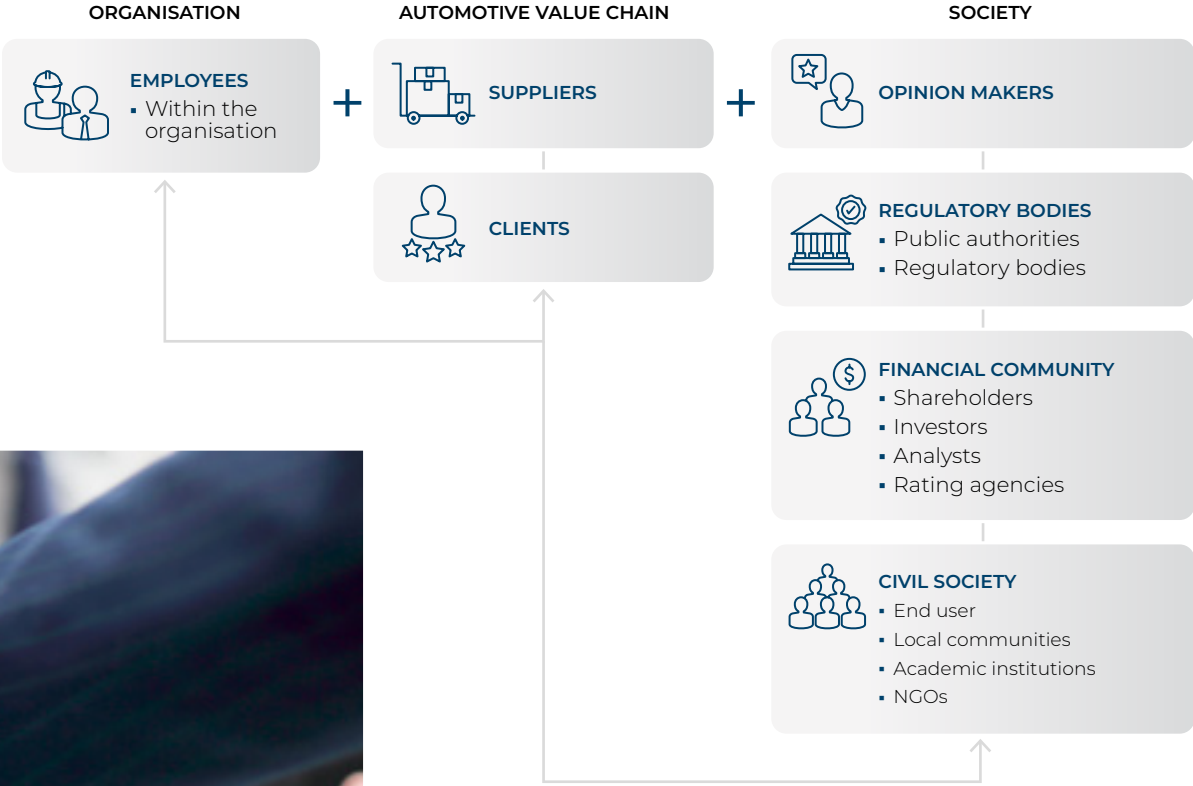 ORGANISATION
EMPLOYEES
▪ Within the
organisation
+
AUTOMOTIVE VALUE CHAIN
SUPPLIERS
CLIENTS
+
SOCIETY
OPINION MAKERS
REGULATORY BODIES
▪ Public authorities
▪ Regulatory bodies
$
FINANCIAL COMMUNITY
▪ Shareholders
▪ Investors
▪ Analysts
▪ Rating agencies
CIVIL SOCIETY
▪ End user
▪ Local communities
▪ Academic institutions
▪ NGOs